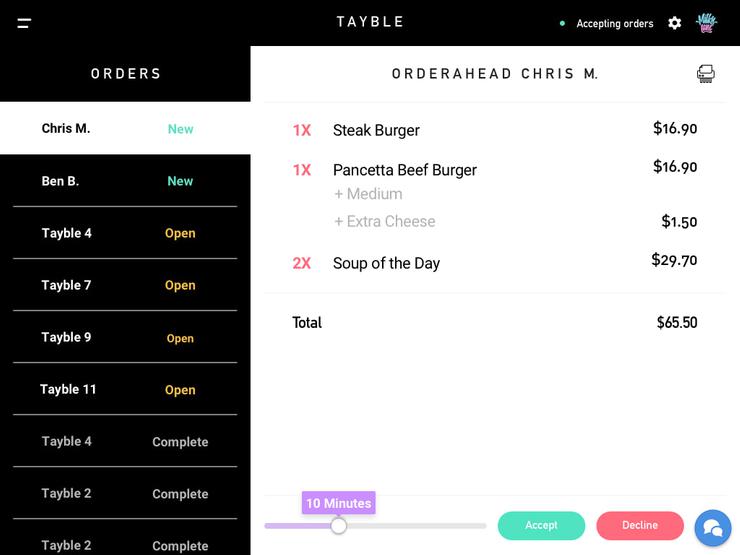 TAYBLE
Accepting orders
Milky Lane
ORDERS
Chris M. New
Ben B. New
Tayble 4 Open
Tayble 7 Open
Tayble 9 Open
Tayble 11 Open
Tayble 4 Complete
Tayble 2 Complete
Tayble 2 Complete
ORDERAHEAD CHRIS M.
1X Steak Burger $16.90
1X Pancetta Beef Burger $16.90
+ Medium
+ Extra Cheese $1.50
2X Soup of the Day $29.70
Total $65.50
10 Minutes
Accept Decline